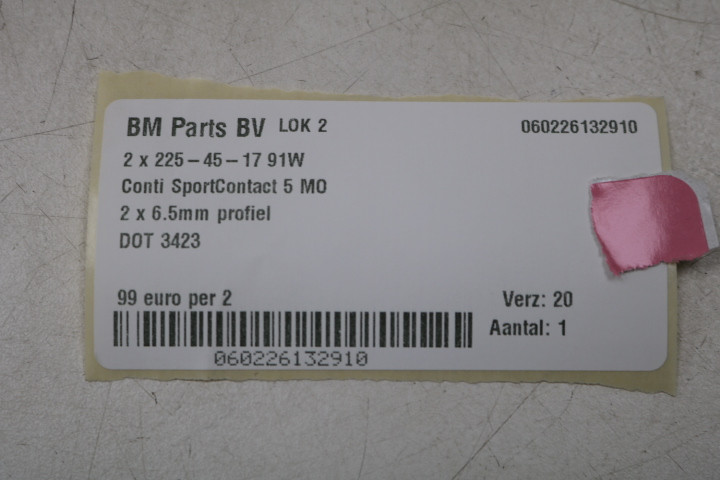 BM Parts BV LOK 2 060226132910
2 x 225-45-17 91W
Conti SportContact 5 MO
2 x 6.5mm profiel
DOT 3423
99 euro per 2 Verz: 20
Aantal: 1
060226132910